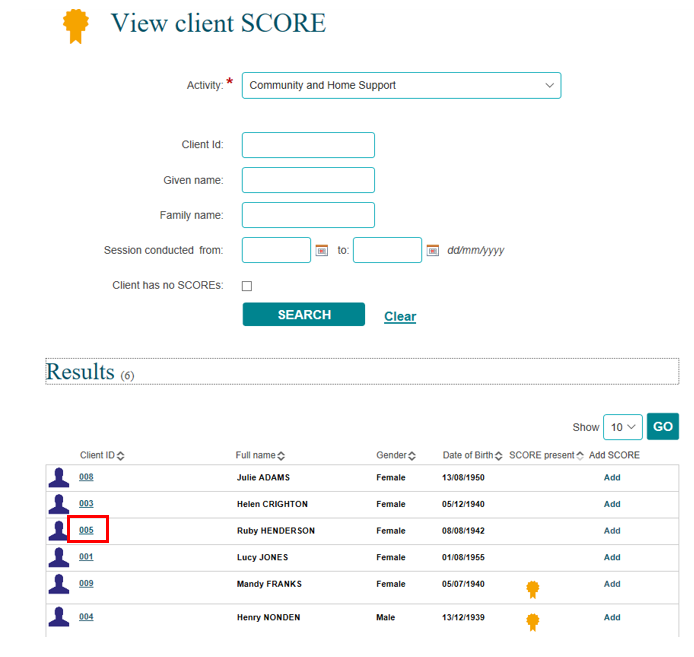 View client SCORE
Activity: * Community and Home Support
Client Id:
Given name:
Family name:
Session conducted from: to: dd/mm/yyyy
Client has no SCOREs:
SEARCH Clear
Results (6)
Show 10 GO
Client ID Full name Gender Date of Birth SCORE present Add SCORE
008 Julie ADAMS Female 13/08/1950 Add
003 Helen CRIGHTON Female 05/12/1940 Add
005 Ruby HENDERSON Female 08/08/1942 Add
001 Lucy JONES Female 01/08/1955 Add
009 Mandy FRANKS Female 05/07/1940 Add
004 Henry NONDEN Male 13/12/1939 Add